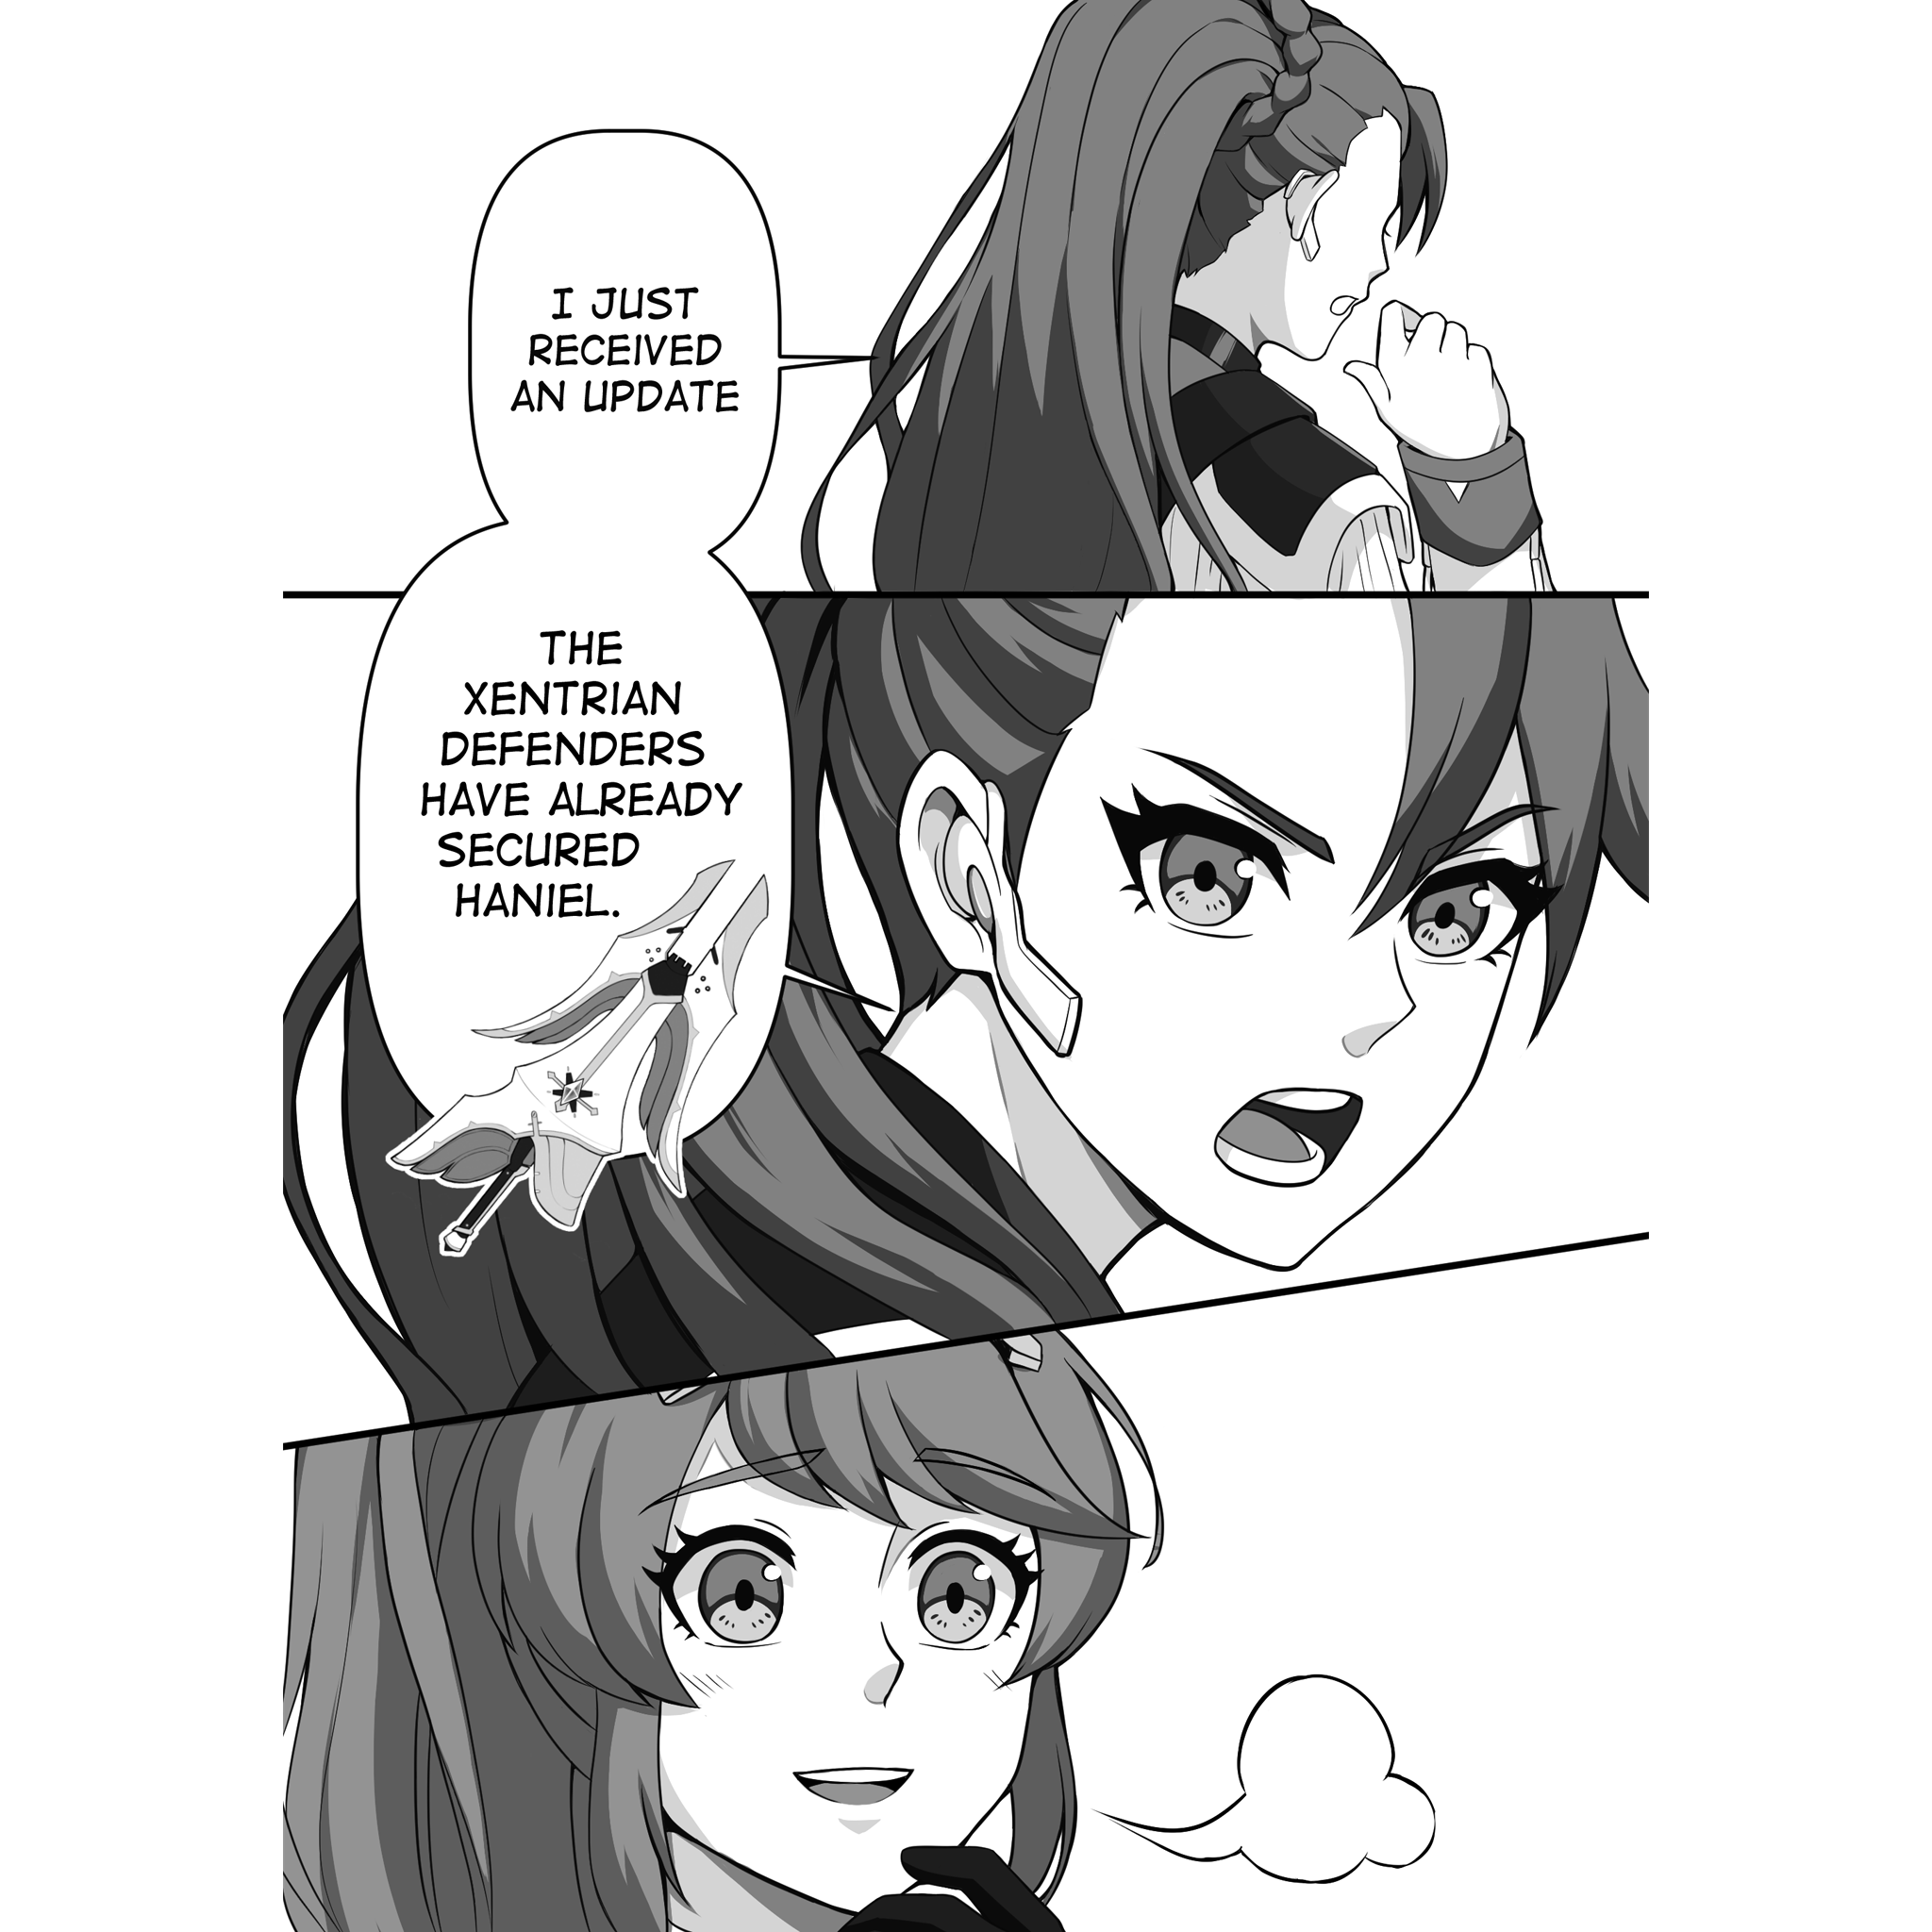 I JUST
RECEIVED
AN UPDATE
THE
XENTRIAN
DEFENDERS
HAVE ALREADY
SECURED
HANIEL.